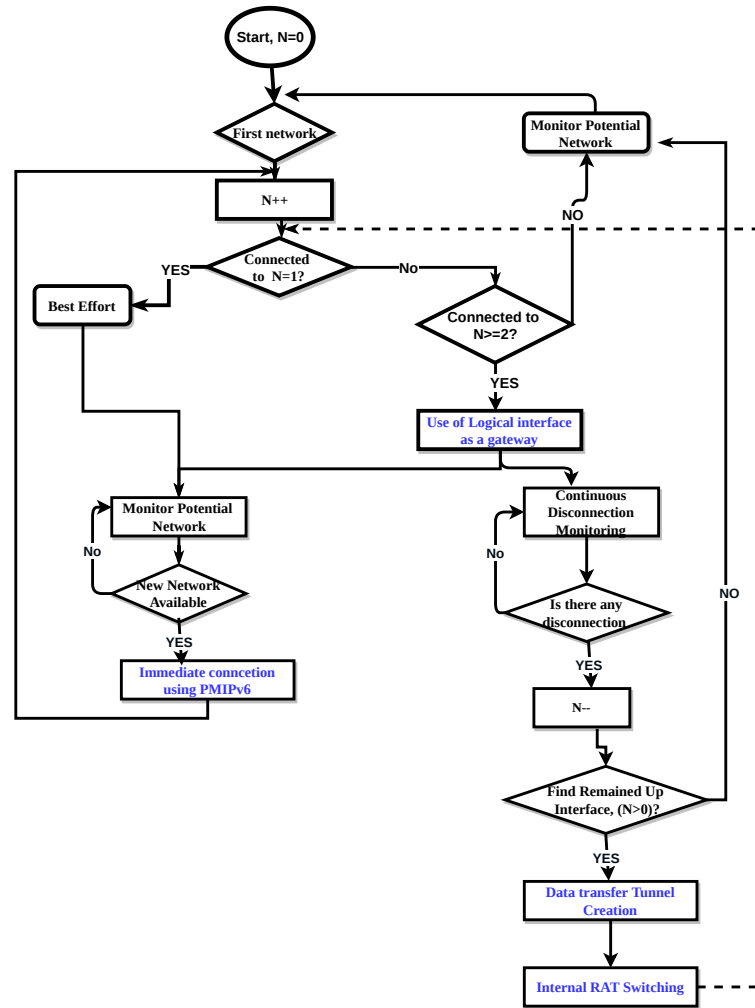 Start, N=0
First network
Monitor Potential
Network
N++
NO
Connected
to N=1?
YES
No
Best Effort
Connected to
N>=2?
YES
Use of Logical interface
as a gateway
Monitor Potential
Network
Continuous
Disconnection
Monitoring
No
No
New Network
Available
Is there any
disconnection
NO
YES
YES
Immediate conncetion
using PMIPv6
N--
Find Remained Up
Interface, (N>0)?
YES
Data transfer Tunnel
Creation
Internal RAT Switching